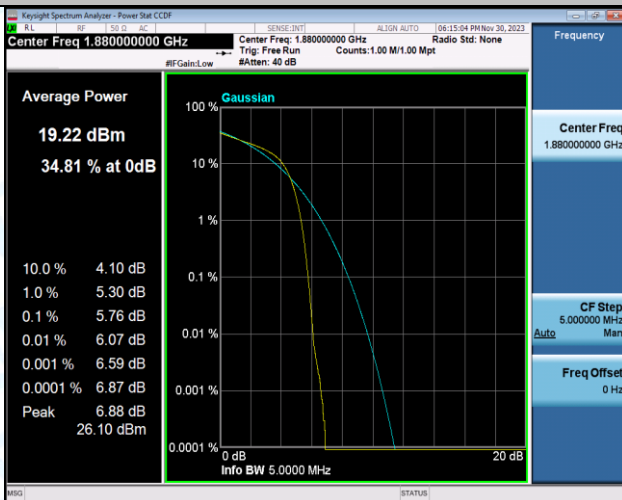 Keysight Spectrum Analyzer - Power Stat CCDF
RL RF 50 Ω AC SENSE:INT ALIGN AUTO 06:15:04 PM Nov 30, 2023
Center Freq 1.880000000 GHz
Center Freq: 1.880000000 GHz Radio Std: None
Trig: Free Run Counts:1.00 M/1.00 Mpt
#IFGain:Low #Atten: 40 dB
Frequency
Average Power
19.22 dBm
34.81 % at 0dB
10.0 % 4.10 dB
1.0 % 5.30 dB
0.1 % 5.76 dB
0.01 % 6.07 dB
0.001 % 6.59 dB
0.0001 % 6.87 dB
Peak 6.88 dB
26.10 dBm
Gaussian
100 %
10 %
1 %
0.1 %
0.01 %
0.001 %
0.0001 %
0 dB 20 dB
Info BW 5.0000 MHz
Center Freq
1.880000000 GHz
CF Step
5.000000 MHz
Auto Man
Freq Offset
0 Hz
MSG STATUS